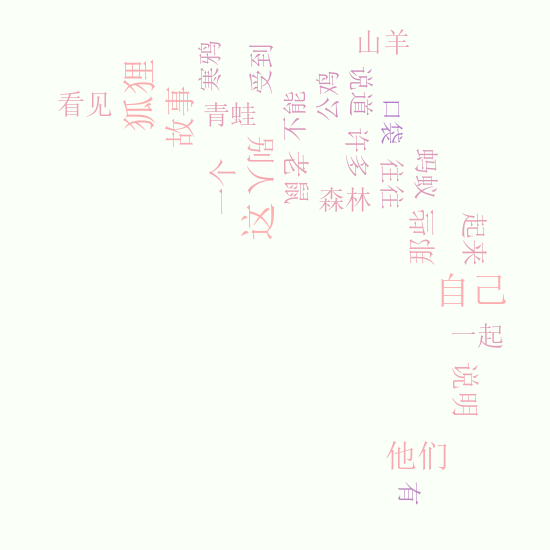 山羊
寒鸦
受到
狐狸
看见
故事
青蛙
不能
公鸡
说道
口袋
许多
别人
一个
老鼠
这
森林
往往
蚂蚁
那些
起来
自己
一起
说明
他们
有